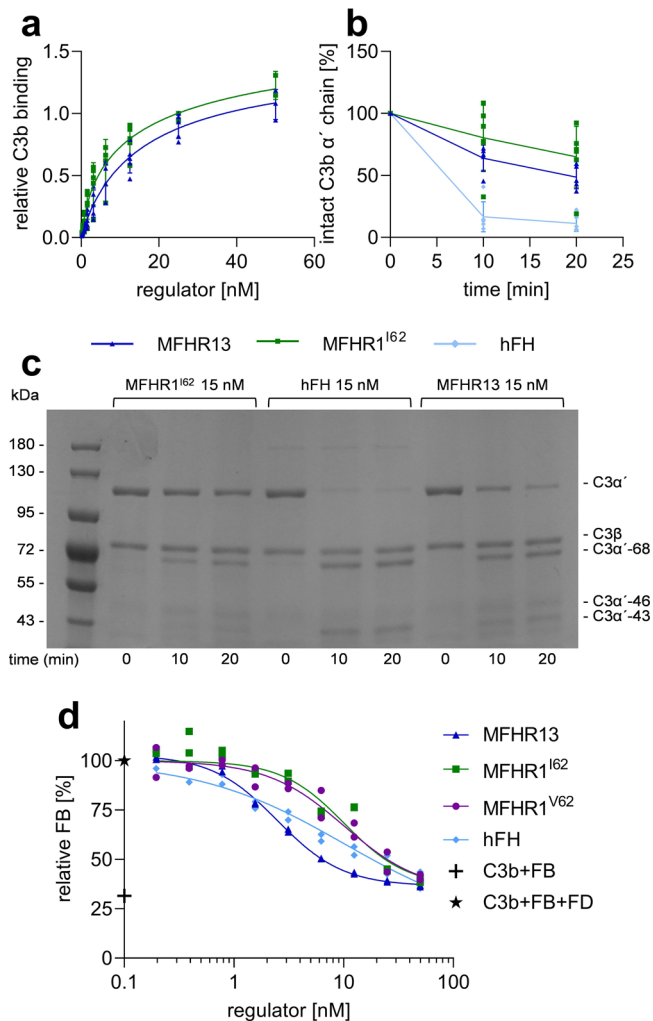 a
relative C3b binding
1.5
1.0
0.5
0.0
0 20 40 60
regulator [nM]
b
intact C3b α´ chain [%]
150
100
50
0
0 5 10 15 20 25
time [min]
MFHR13 MFHR1I62 hFH
c
kDa
MFHR1I62 15 nM hFH 15 nM MFHR13 15 nM
180 -
130 -
95 -
72 -
55 -
43 -
- C3α´
C3β
- C3α´-68
- C3α´-46
- C3α´-43
time (min) 0 10 20 0 10 20 0 10 20
d
relative FB [%]
100
75
50
25
0
0.1 1 10 100
regulator [nM]
MFHR13
MFHR1I62
MFHR1V62
hFH
C3b+FB
C3b+FB+FD